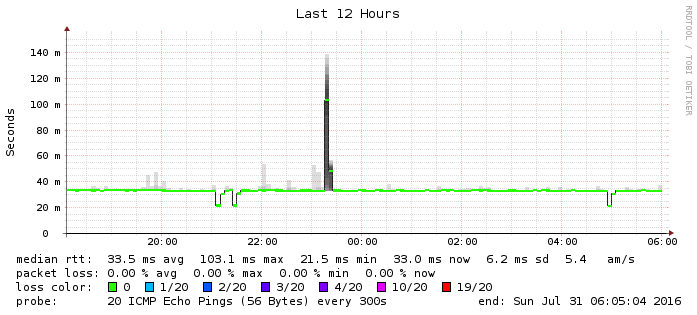 Last 12 Hours
RRDTOOL / TOBI OETIKER
Seconds
140 m
120 m
100 m
80 m
60 m
40 m
20 m
0
20:00 22:00 00:00 02:00 04:00 06:00
median rtt: 33.5 ms avg 103.1 ms max 21.5 ms min 33.0 ms now 6.2 ms sd 5.4 am/s
packet loss: 0.00 % avg 0.00 % max 0.00 % min 0.00 % now
loss color: 0 1/20 2/20 3/20 4/20 10/20 19/20
probe: 20 ICMP Echo Pings (56 Bytes) every 300s end: Sun Jul 31 06:05:04 2016